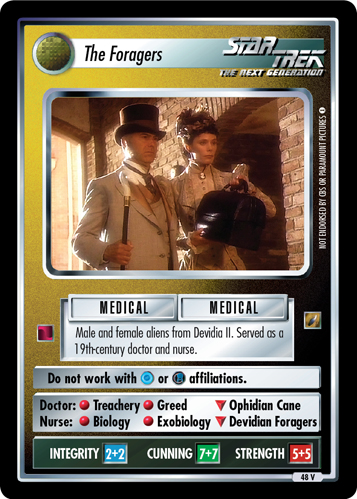 The Foragers
STAR TREK
THE NEXT GENERATION
NOT ENDORSED BY CBS OR PARAMOUNT PICTURES
MEDICAL MEDICAL
Male and female aliens from Devidia II. Served as a
19th-century doctor and nurse.
Do not work with or affiliations.
Doctor: Treachery Greed Ophidian Cane
Nurse: Biology Exobiology Devidian Foragers
INTEGRITY 2+2 CUNNING 7+7 STRENGTH 5+5
48 V